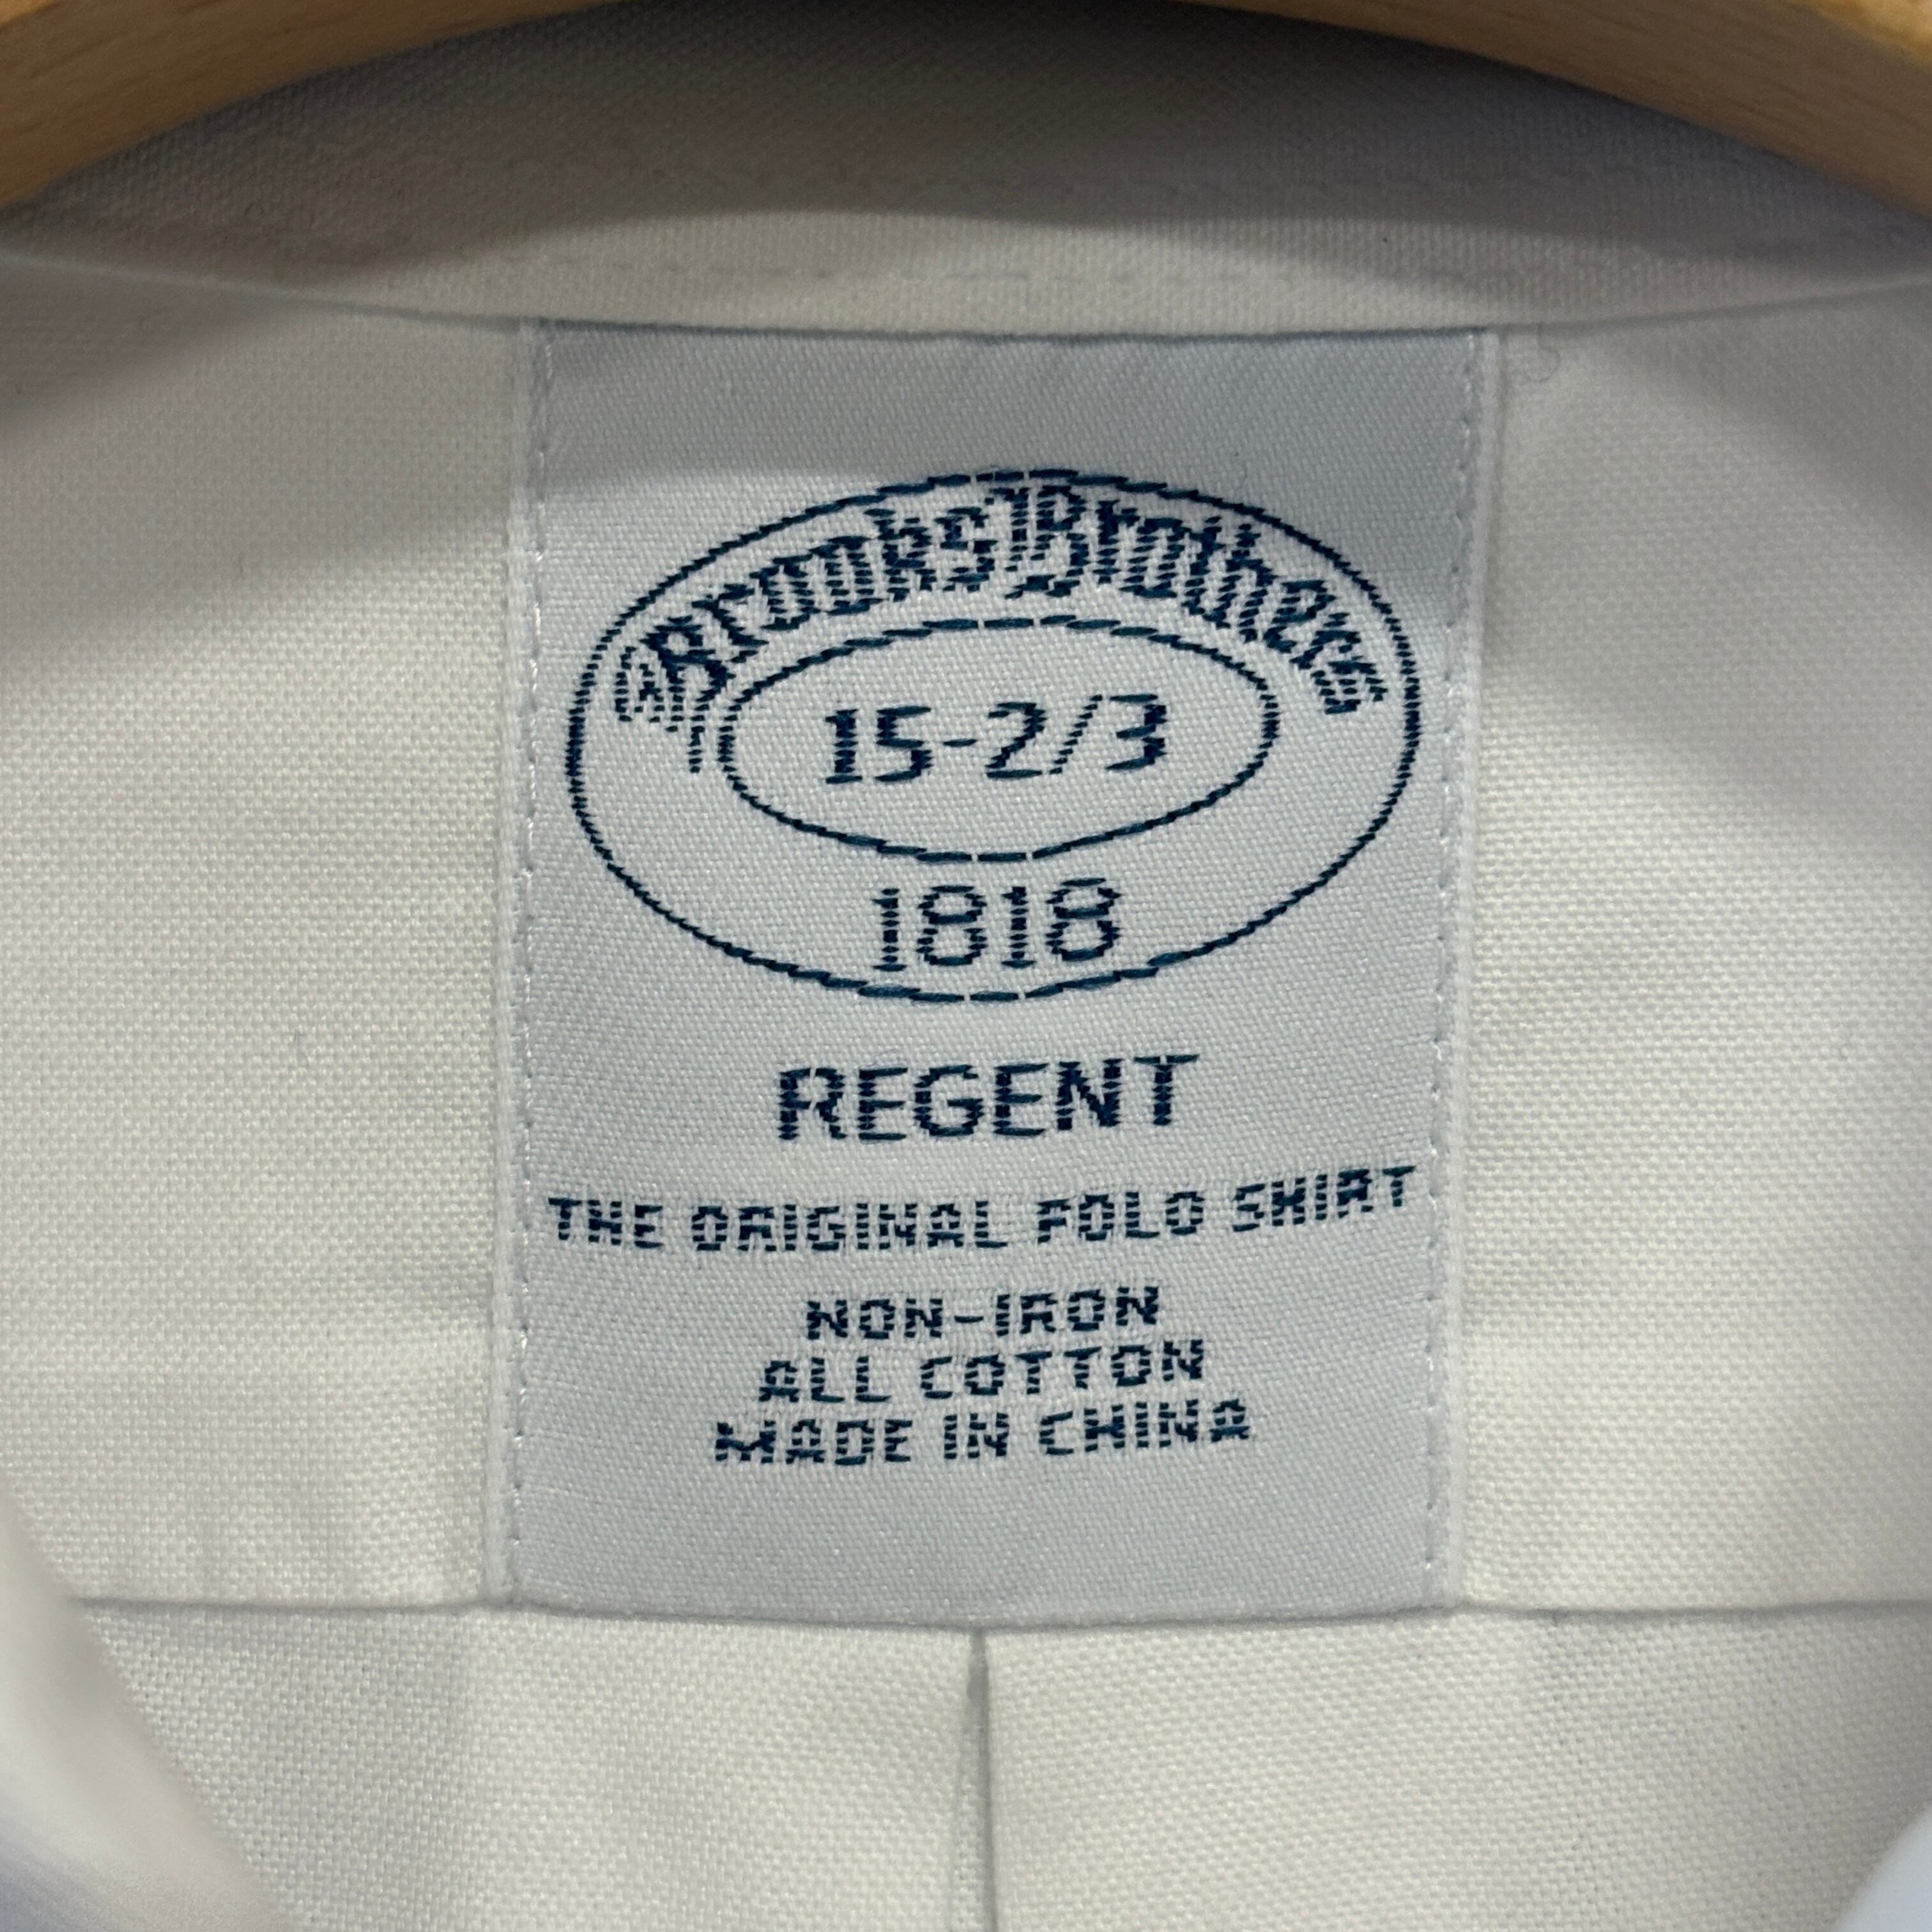 Brooks Brothers
15-2/3
1818
REGENT
THE ORIGINAL POLO SHIRT
NON-IRON
ALL COTTON
MADE IN CHINA